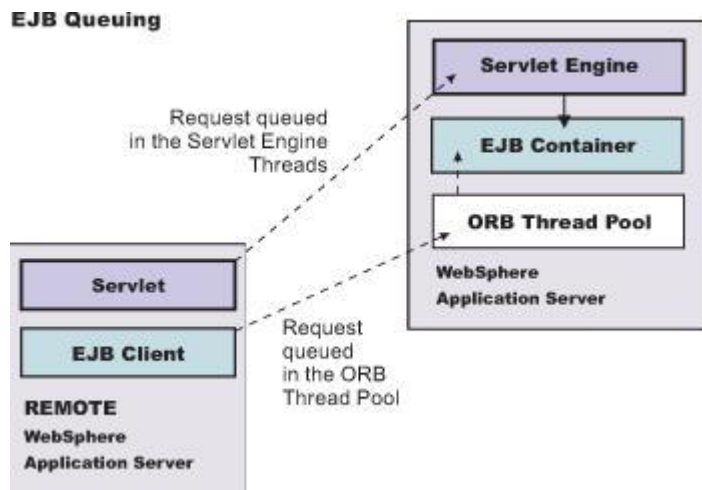 EJB Queuing
Servlet Engine
Request queued
in the Servlet Engine
Threads
EJB Container
ORB Thread Pool
WebSphere
Application Server
Servlet
EJB Client
Request
queued
in the ORB
Thread Pool
REMOTE
WebSphere
Application Server